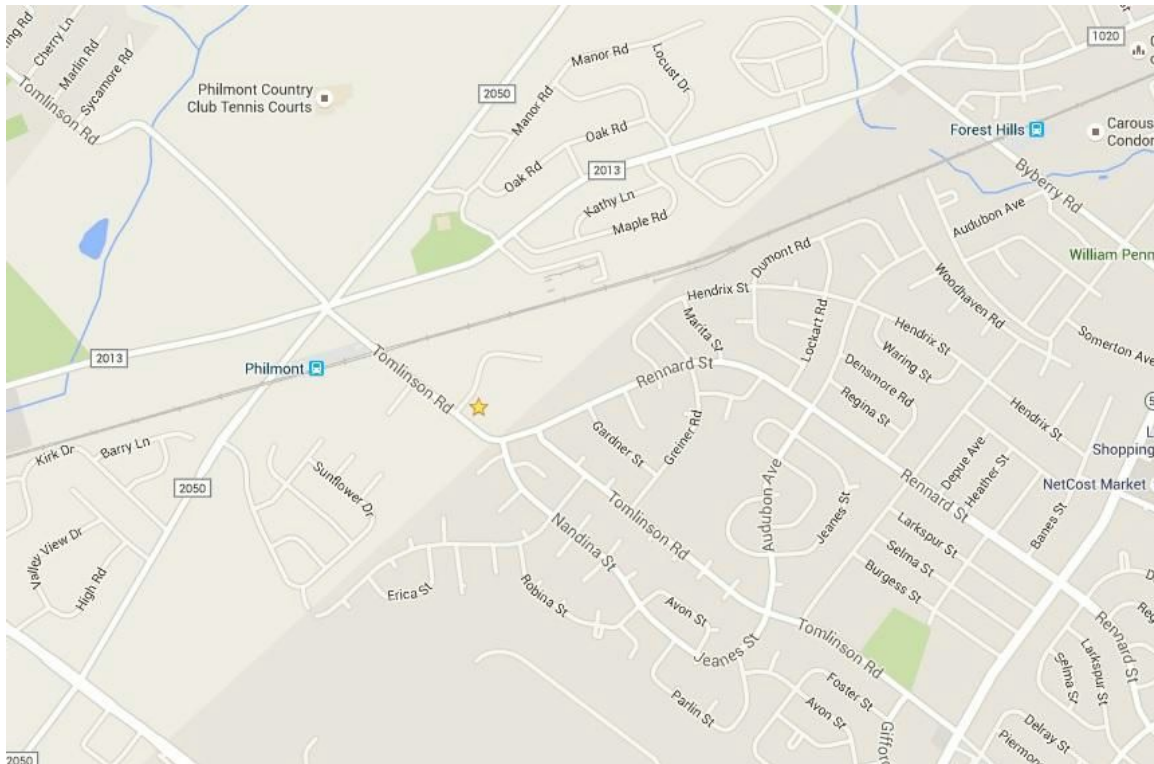 ng Rd
Cherry Ln
Marlin Rd
Sycamore Rd
Tomlinson Rd
Philmont Country
Club Tennis Courts
2050
Manor Rd
Manor Rd
Locust Dr
Oak Rd
Oak Rd
2013
Kathy Ln
Maple Rd
1020
Forest Hills
Carous
Condor
Byberry Rd
Audubon Ave
William Penn
Woodhaven Rd
Somerton Ave
Dumont Rd
Hendrix St
Marita St
Lockart Rd
Hendrix St
Waring St
Densmore Rd
Regina St
Rennard St
2013
Philmont
Tomlinson Rd
Gardner St
Greiner Rd
Hendrix St
Depue Ave
Heather St
Shopping
NetCost Market
Kirk Dr
Barry Ln
2050
Sunflower Dr
Audubon Ave
Jeanes St
Rennard St
Banes St
Tomlinson Rd
Nandina St
Larkspur St
Selma St
Burgess St
Valley View Dr
High Rd
Erica St
Robina St
Avon St
Jeanes St
Tomlinson Rd
Rennard St
Reg
Larkspur St
Selma St
Parlin St
Foster St
Avon St
Gifford
Delray St
Piermon
2050